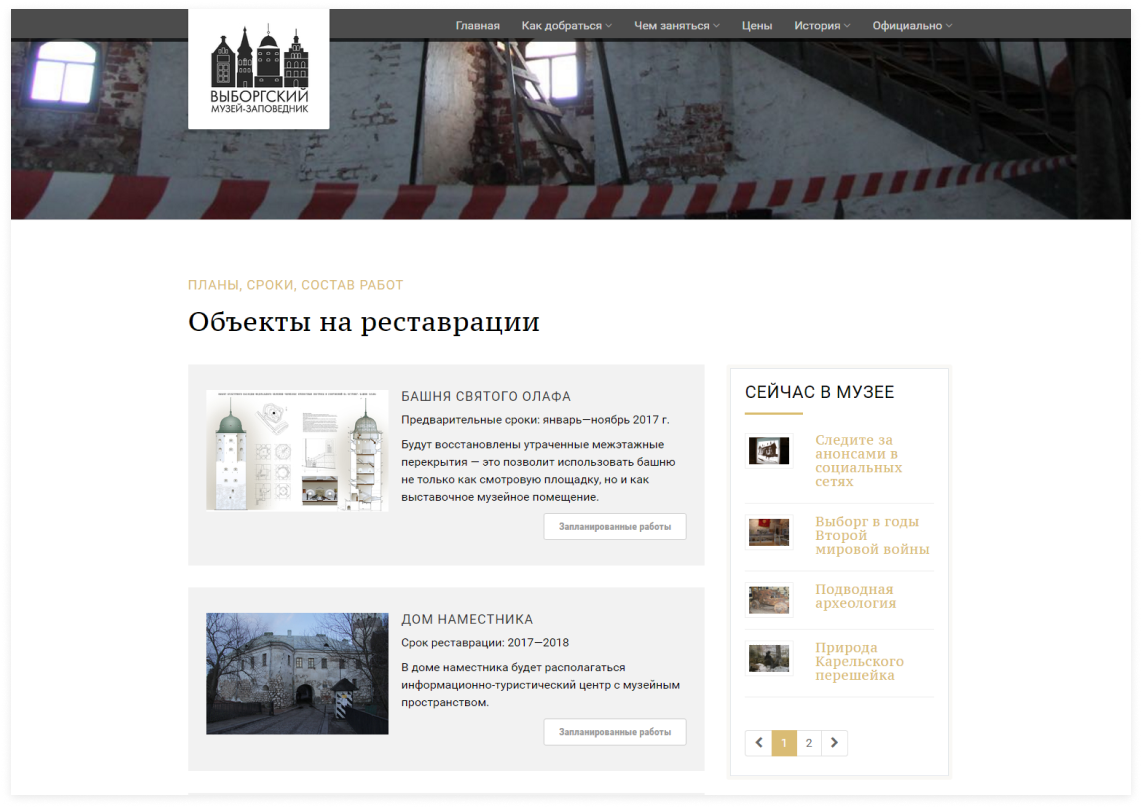 Главная Как добраться Чем заняться Цены История Официально
ВЫБОРГСКИЙ
МУЗЕЙ-ЗАПОВЕДНИК
ПЛАНЫ, СРОКИ, СОСТАВ РАБОТ
Объекты на реставрации
БАШНЯ СВЯТОГО ОЛАФА
Предварительные сроки: январь—ноябрь 2017 г.
Будут восстановлены утраченные межэтажные
перекрытия — это позволит использовать башню
не только как смотровую площадку, но и как
выставочное музейное помещение.
Запланированные работы
ДОМ НАМЕСТНИКА
Срок реставрации: 2017—2018
В доме наместника будет располагаться
информационно-туристический центр с музейным
пространством.
Запланированные работы
СЕЙЧАС В МУЗЕЕ
Следите за
анонсами в
социальных
сетях
Выборг в годы
Второй
мировой войны
Подводная
археология
Природа
Карельского
перешейка
1 2